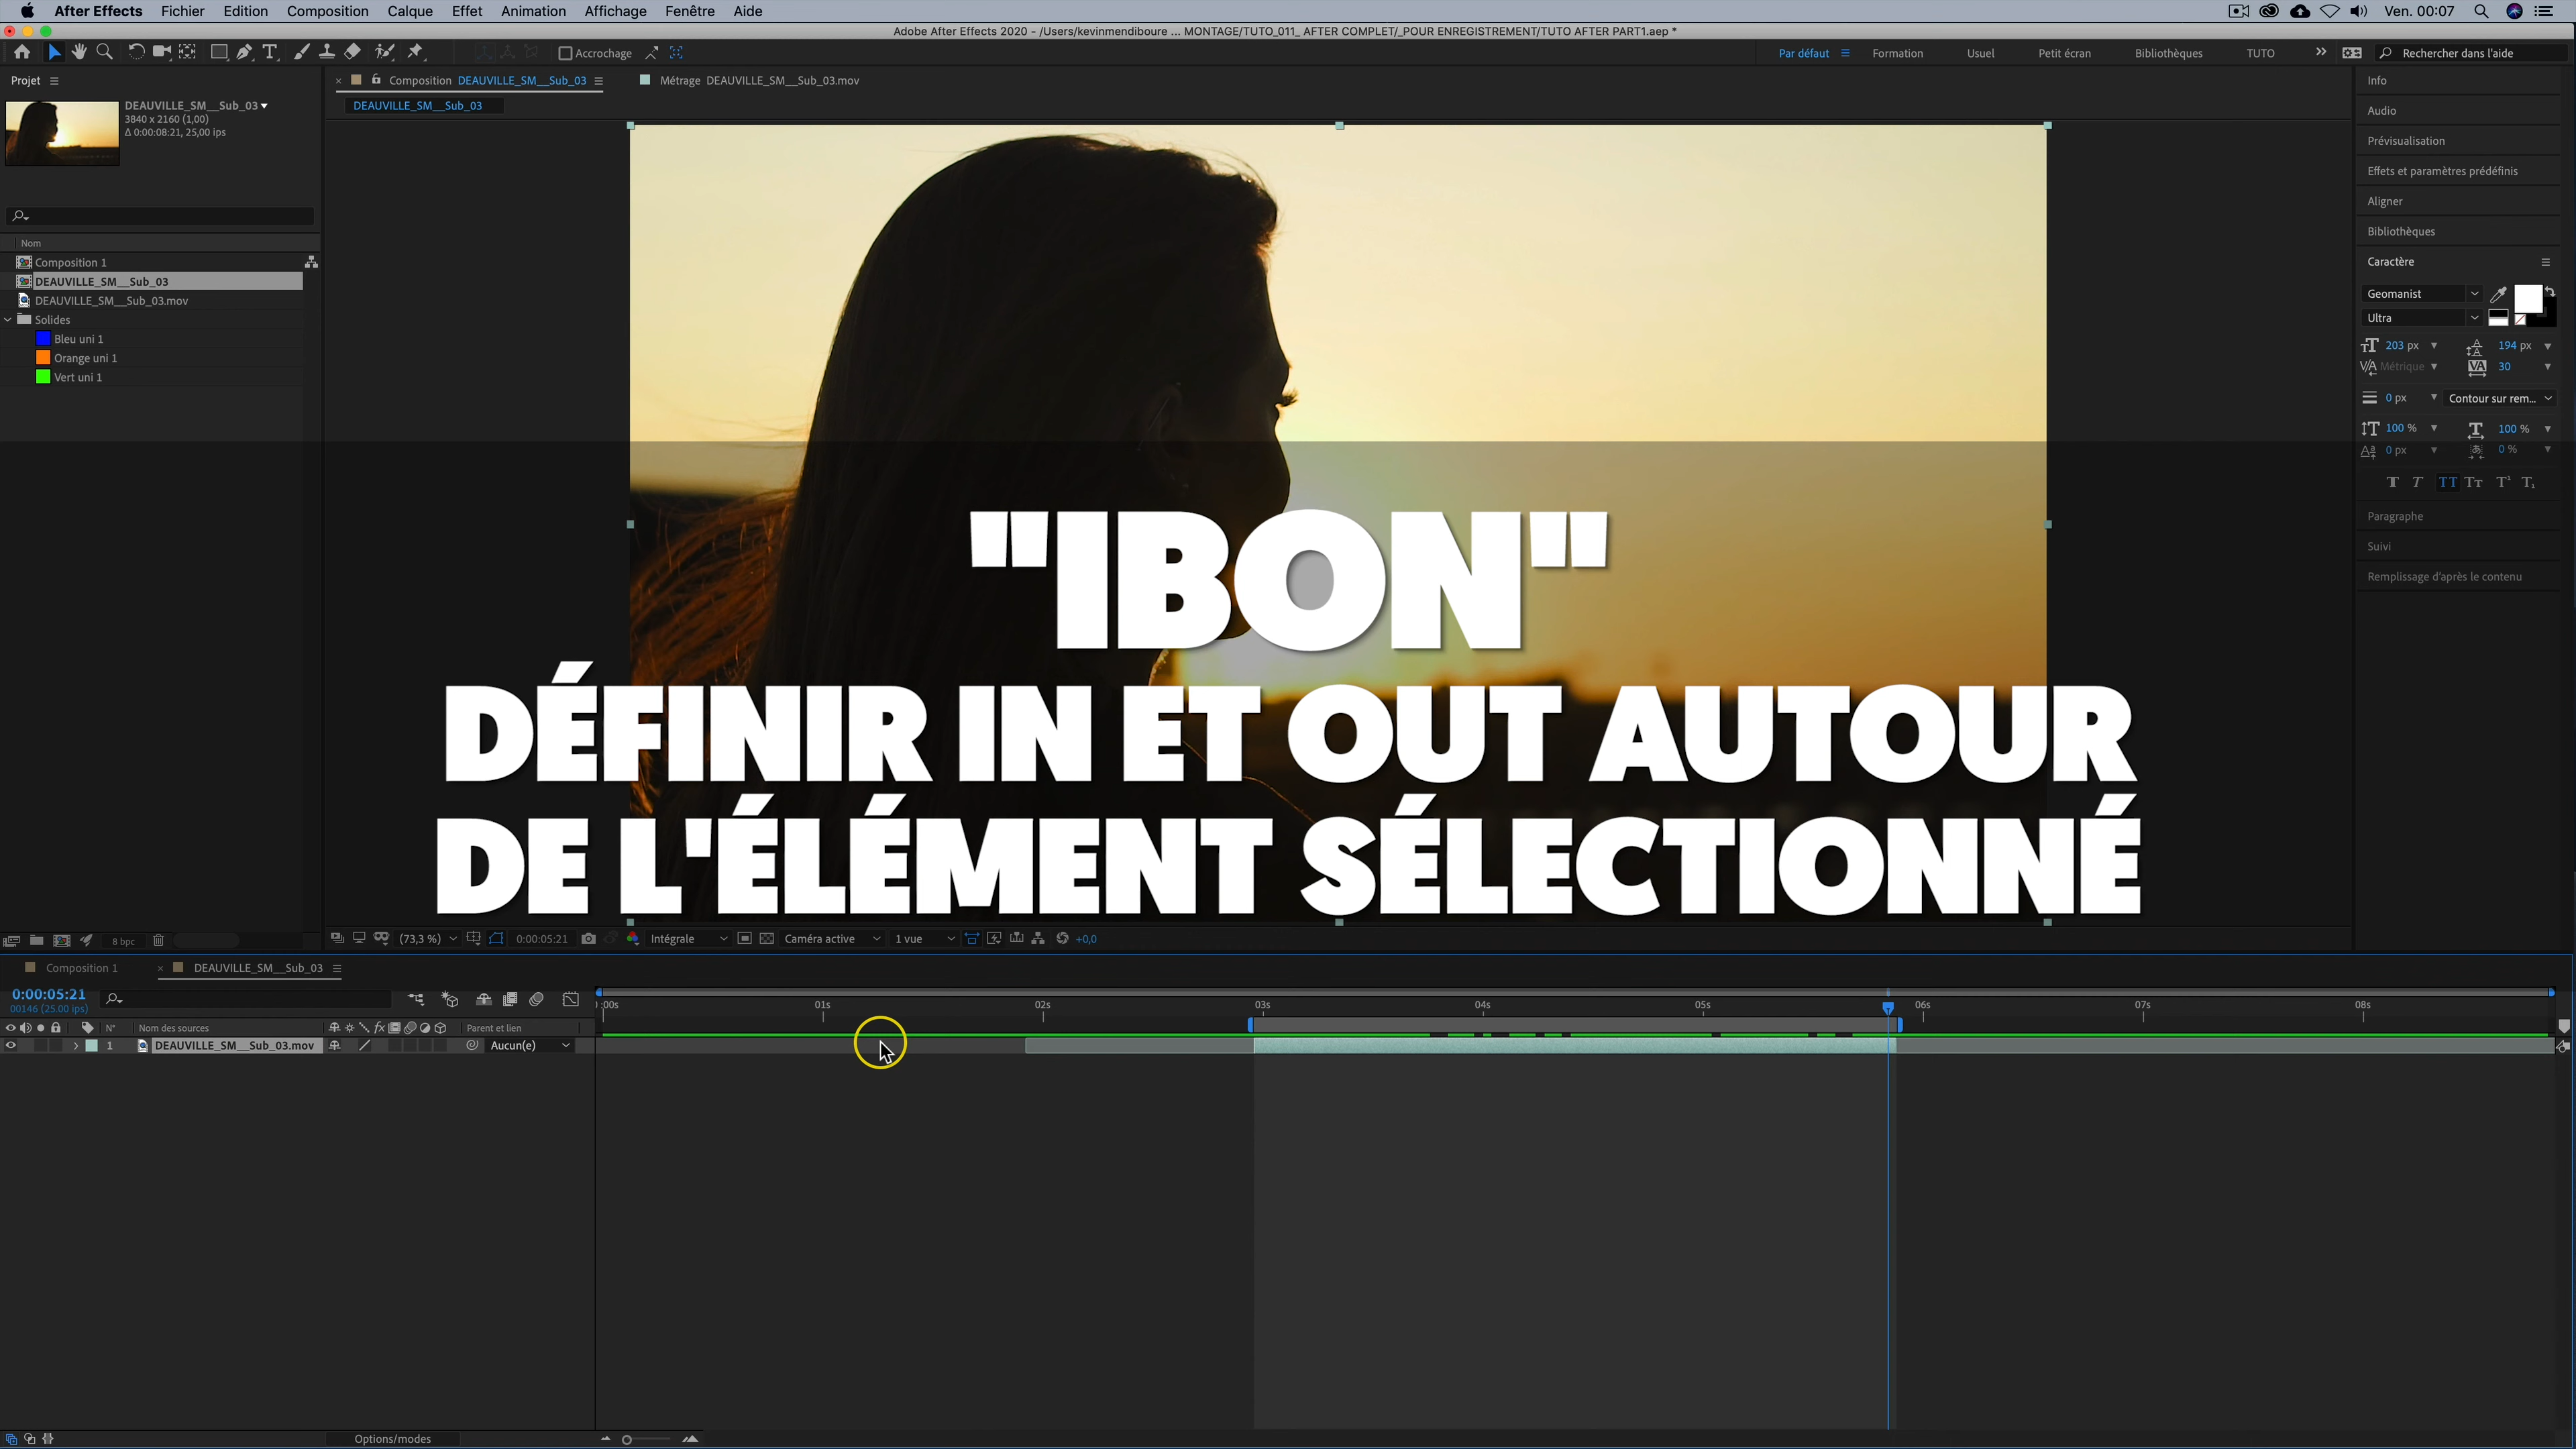 After Effects Fichier Edition Composition Calque Effet Animation Affichage Fenêtre Aide Ven. 00:07
Adobe After Effects 2020 - /Users/kevinmendiboure ... MONTAGE/TUTO_011_ AFTER COMPLET/_POUR ENREGISTREMENT/TUTO AFTER PART1.aep *
Accrochage Par défaut Formation Usuel Petit écran Bibliothèques TUTO Rechercher dans l'aide
Projet
DEAUVILLE_SM__Sub_03
3840 x 2160 (1,00)
Δ 0:00:08:21, 25,00 ips
Nom
Composition 1
DEAUVILLE_SM__Sub_03
DEAUVILLE_SM__Sub_03.mov
Solides
Bleu uni 1
Orange uni 1
Vert uni 1
8 bpc
Composition DEAUVILLE_SM__Sub_03 Métrage DEAUVILLE_SM__Sub_03.mov
DEAUVILLE_SM__Sub_03
"IBON"
DÉFINIR IN ET OUT AUTOUR
DE L'ÉLÉMENT SÉLECTIONNÉ
(73,3 %) 0:00:05:21 Intégrale Caméra active 1 vue +0,0
Info
Audio
Prévisualisation
Effets et paramètres prédéfinis
Aligner
Bibliothèques
Caractère
Geomanist
Ultra
203 px 194 px
Métrique 30
0 px Contour sur rem...
100 % 100 %
0 px 0 %
Paragraphe
Suivi
Remplissage d'après le contenu
Composition 1 DEAUVILLE_SM__Sub_03
0:00:05:21
00146 (25.00 ips)
:00s 01s 02s 03s 04s 05s 06s 07s 08s
N° Nom des sources Parent et lien
1 DEAUVILLE_SM__Sub_03.mov Aucun(e)
Options/modes